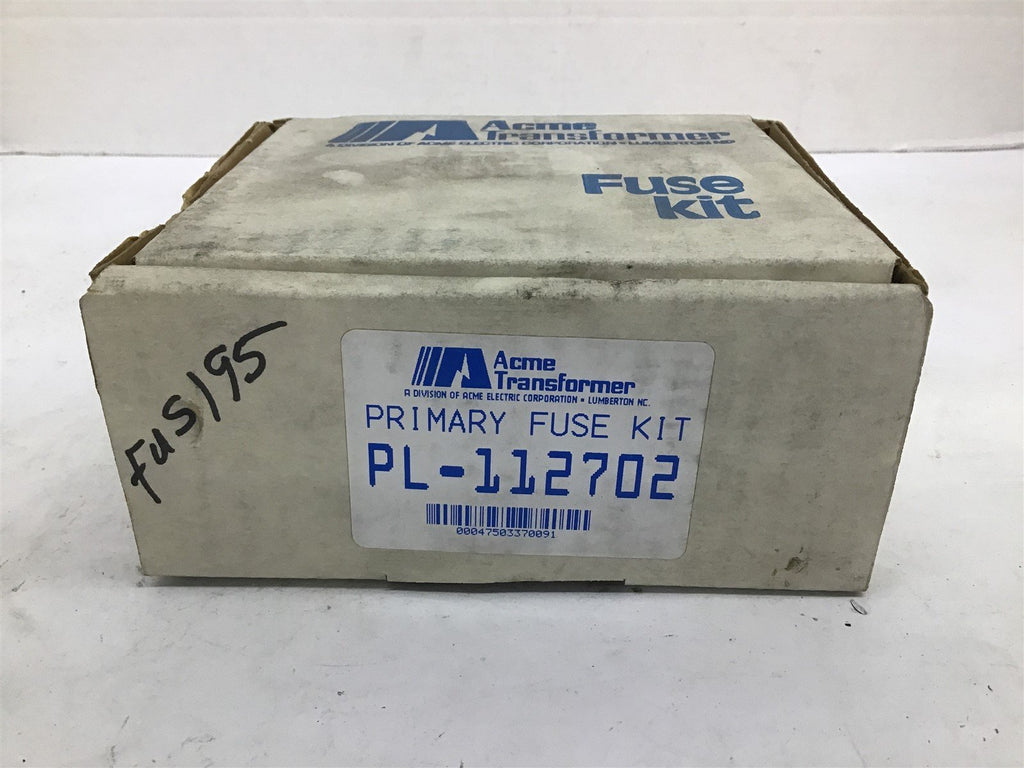 Acme
Transformer
A DIVISION OF ACME ELECTRIC CORPORATION • LUMBERTON NC
Fuse
kit
FUS195
Acme
Transformer
A DIVISION OF ACME ELECTRIC CORPORATION • LUMBERTON NC.
PRIMARY FUSE KIT
PL-112702
00047503370091